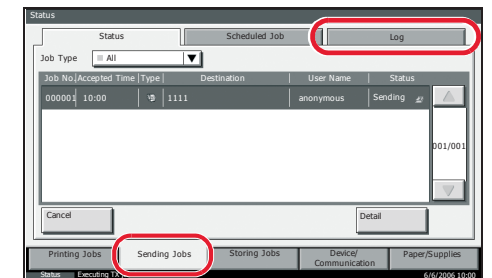 Status
Status Scheduled Job Log
Job Type All
Job No. Accepted Time Type Destination User Name Status
000001 10:00 1111 anonymous Sending
001/001
Cancel Detail
Printing Jobs Sending Jobs Storing Jobs Device/
Communication Paper/Supplies
Status Executing TX 6/6/2006 10:00